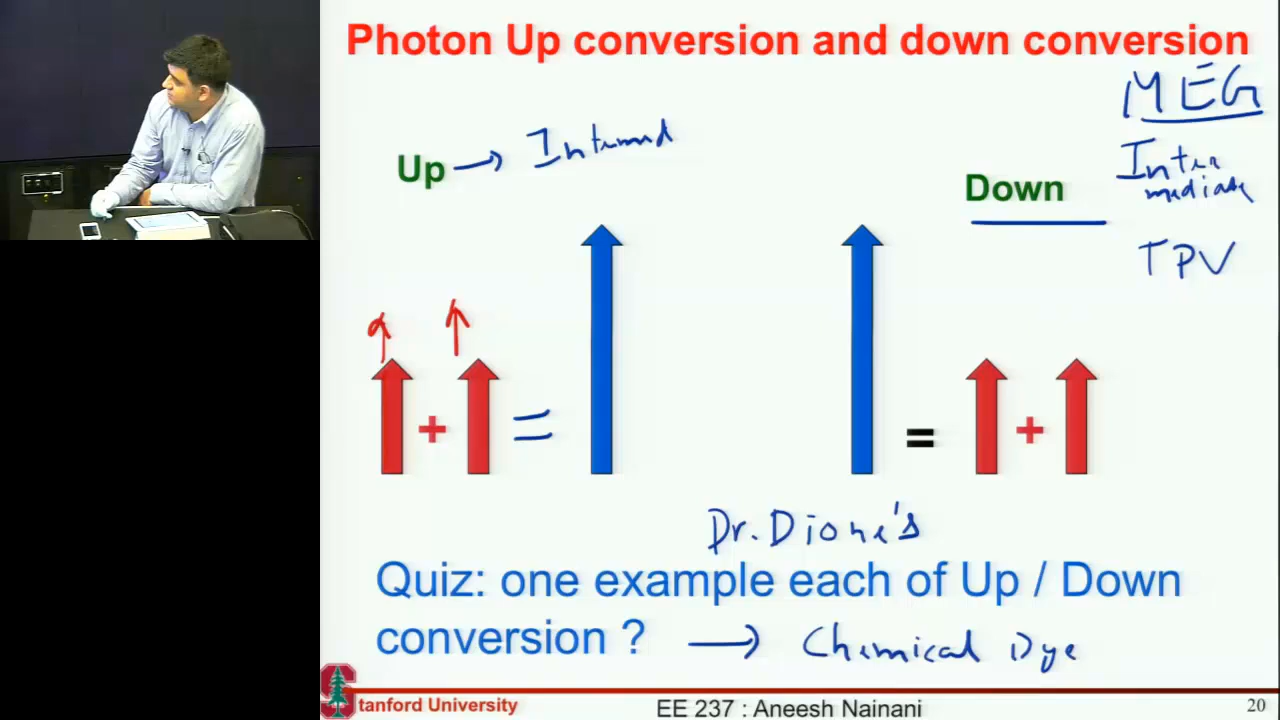 Photon Up conversion and down conversion
MEG
Up → Intermed
Inter
mediate
Down
TPV
+ =
= +
Dr. Dione's
Quiz: one example each of Up / Down
conversion ? → Chemical Dye
Stanford University
EE 237 : Aneesh Nainani
20